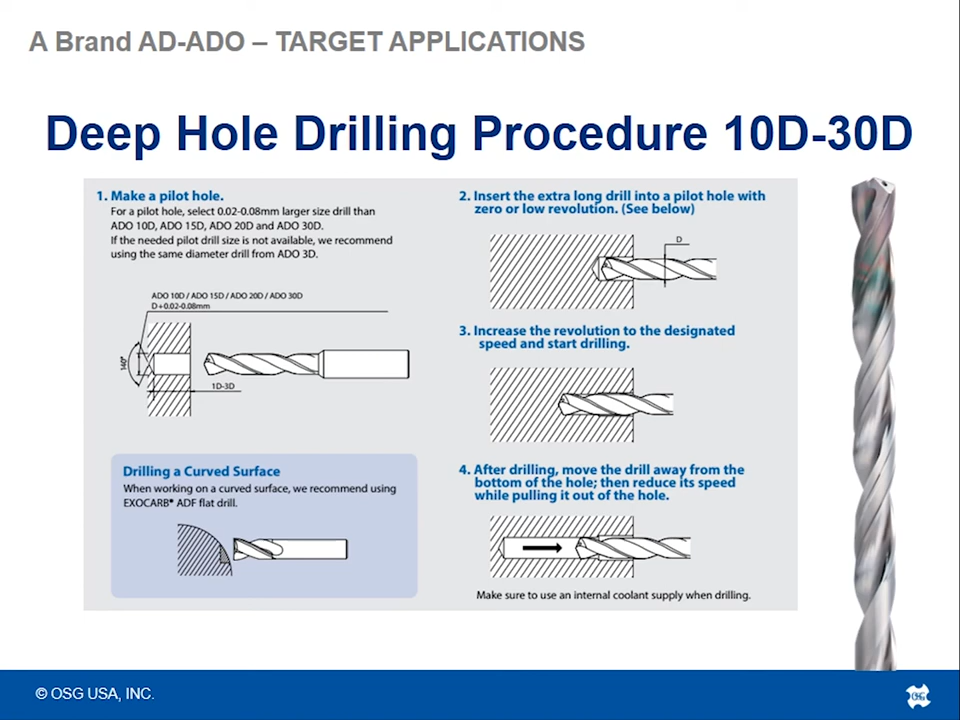 A Brand AD-ADO – TARGET APPLICATIONS
Deep Hole Drilling Procedure 10D-30D
1. Make a pilot hole.
For a pilot hole, select 0.02-0.08mm larger size drill than
ADO 10D, ADO 15D, ADO 20D and ADO 30D.
If the needed pilot drill size is not available, we recommend
using the same diameter drill from ADO 3D.
ADO 10D / ADO 15D / ADO 20D / ADO 30D
D+0.02-0.08mm
140°
1D-3D
Drilling a Curved Surface
When working on a curved surface, we recommend using
EXOCARB® ADF flat drill.
2. Insert the extra long drill into a pilot hole with
zero or low revolution. (See below)
D
3. Increase the revolution to the designated
speed and start drilling.
4. After drilling, move the drill away from the
bottom of the hole; then reduce its speed
while pulling it out of the hole.
Make sure to use an internal coolant supply when drilling.
© OSG USA, INC.
OSG